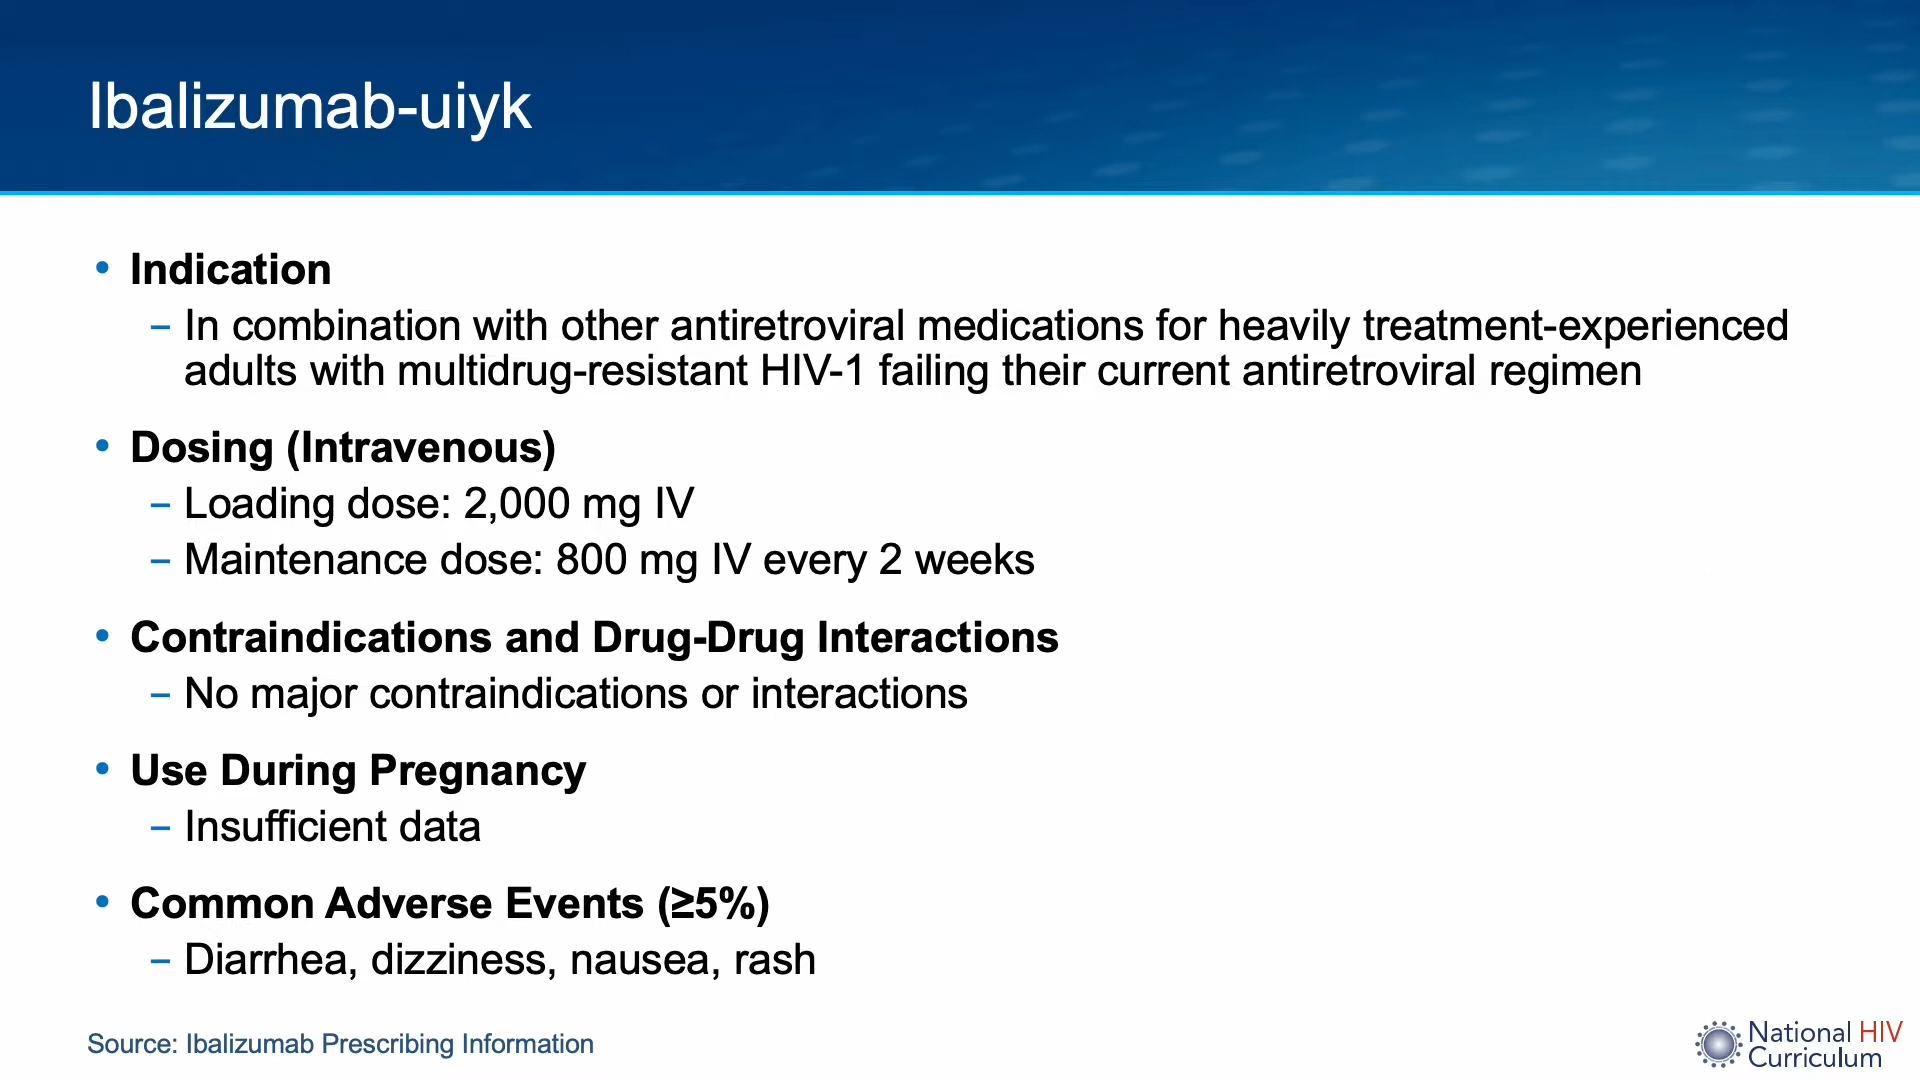 Ibalizumab-uiyk
• Indication
– In combination with other antiretroviral medications for heavily treatment-experienced
adults with multidrug-resistant HIV-1 failing their current antiretroviral regimen
• Dosing (Intravenous)
– Loading dose: 2,000 mg IV
– Maintenance dose: 800 mg IV every 2 weeks
• Contraindications and Drug-Drug Interactions
– No major contraindications or interactions
• Use During Pregnancy
– Insufficient data
• Common Adverse Events (≥5%)
– Diarrhea, dizziness, nausea, rash
Source: Ibalizumab Prescribing Information
National HIV
Curriculum